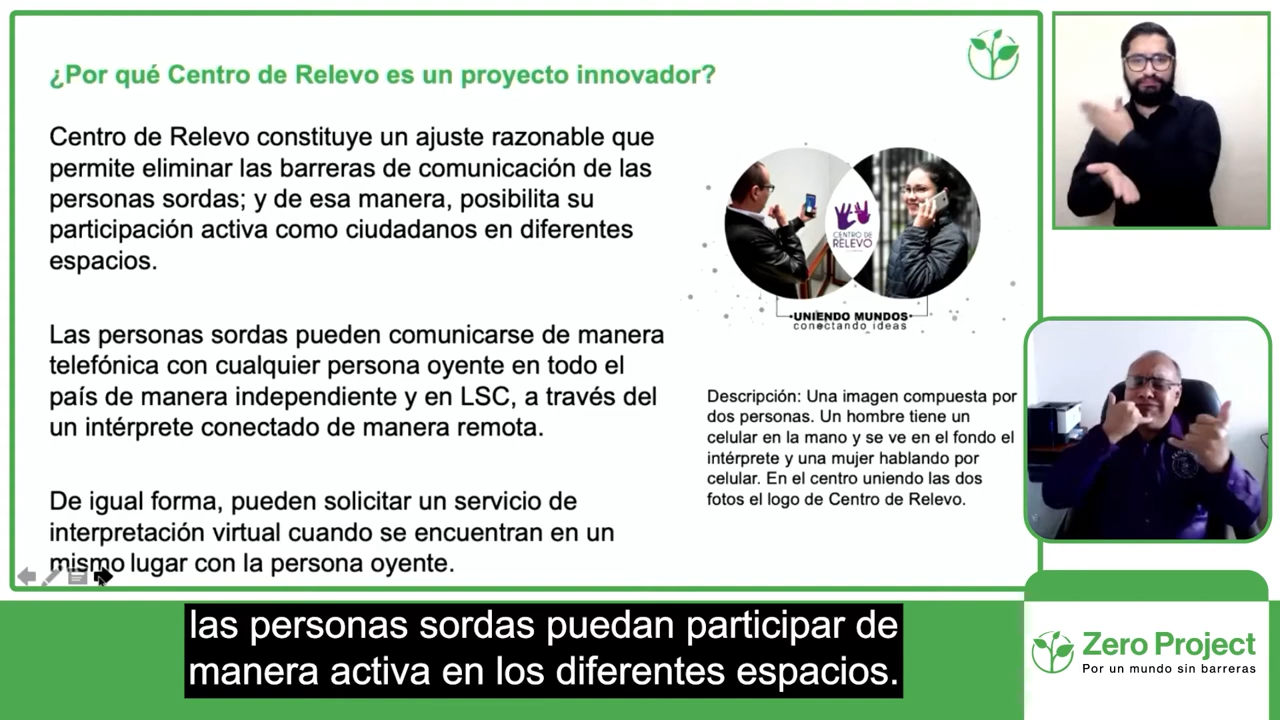 ¿Por qué Centro de Relevo es un proyecto innovador?
Centro de Relevo constituye un ajuste razonable que
permite eliminar las barreras de comunicación de las
personas sordas; y de esa manera, posibilita su
participación activa como ciudadanos en diferentes
espacios.
Las personas sordas pueden comunicarse de manera
telefónica con cualquier persona oyente en todo el
país de manera independiente y en LSC, a través del
un intérprete conectado de manera remota.
De igual forma, pueden solicitar un servicio de
interpretación virtual cuando se encuentran en un
mismo lugar con la persona oyente.
CENTRO DE
RELEVO
UNIENDO MUNDOS
conectando ideas
Descripción: Una imagen compuesta por
dos personas. Un hombre tiene un
celular en la mano y se ve en el fondo el
intérprete y una mujer hablando por
celular. En el centro uniendo las dos
fotos el logo de Centro de Relevo.
las personas sordas puedan participar de
manera activa en los diferentes espacios.
Zero Project
Por un mundo sin barreras